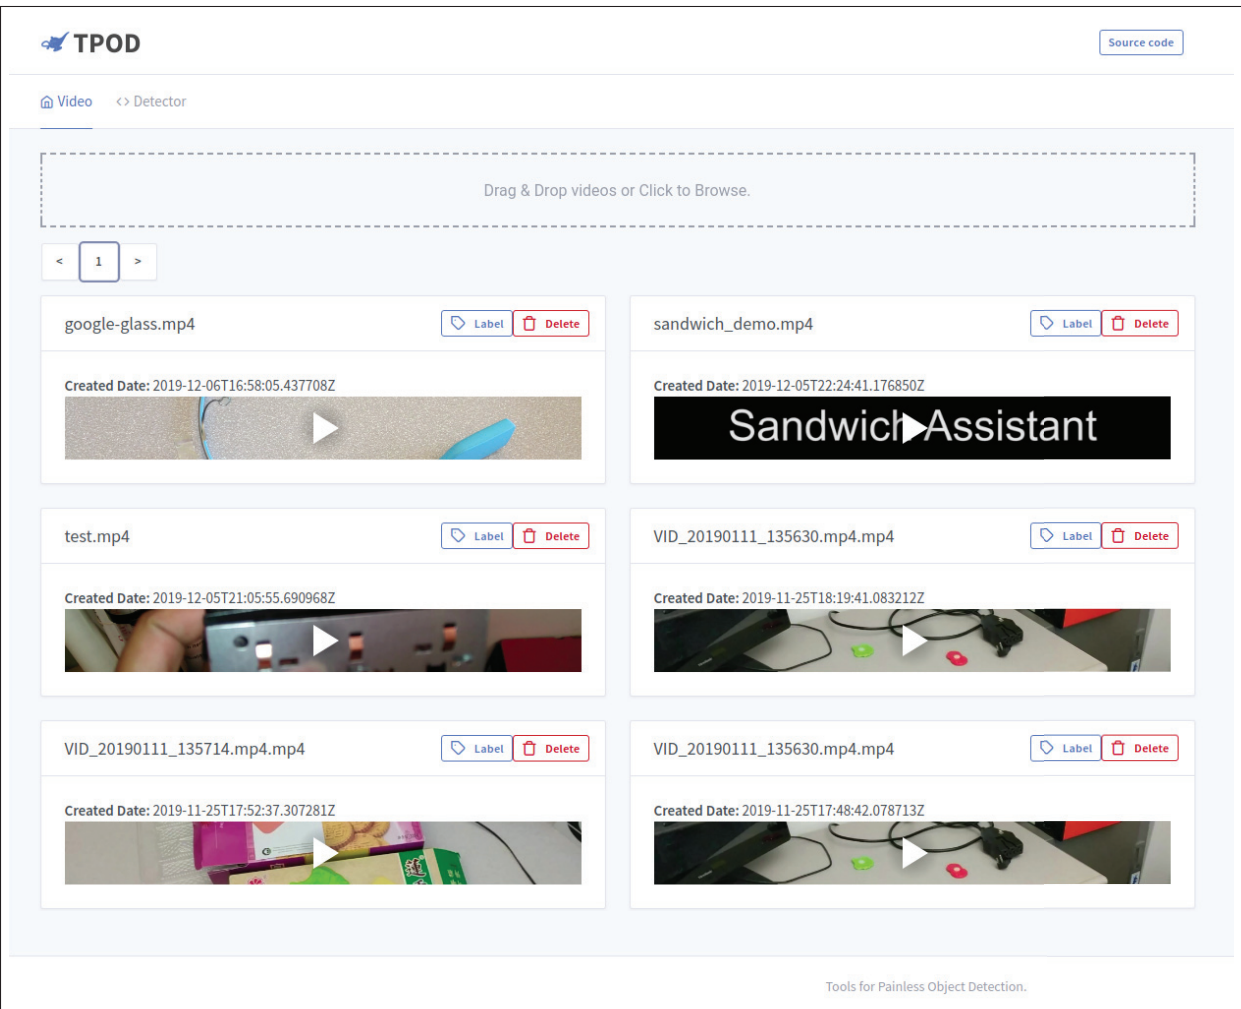 TPOD
Source code
Video
<> Detector
Drag & Drop videos or Click to Browse.
< 1 >
google-glass.mp4
Label
Delete
Created Date: 2019-12-06T16:58:05.437708Z
sandwich_demo.mp4
Label
Delete
Created Date: 2019-12-05T22:24:41.176850Z
Sandwich Assistant
test.mp4
Label
Delete
Created Date: 2019-12-05T21:05:55.690968Z
VID_20190111_135630.mp4.mp4
Label
Delete
Created Date: 2019-11-25T18:19:41.083212Z
VID_20190111_135714.mp4.mp4
Label
Delete
Created Date: 2019-11-25T17:52:37.307281Z
VID_20190111_135630.mp4.mp4
Label
Delete
Created Date: 2019-11-25T17:48:42.078713Z
Tools for Painless Object Detection.